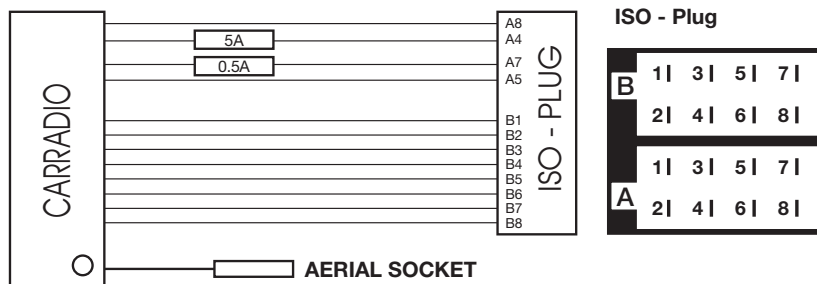 CARRADIO
5A
0.5A
A8
A4
A7
A5
B1
B2
B3
B4
B5
B6
B7
B8
ISO - PLUG
AERIAL SOCKET
ISO - Plug
B
1 3 5 7
2 4 6 8
A
1 3 5 7
2 4 6 8